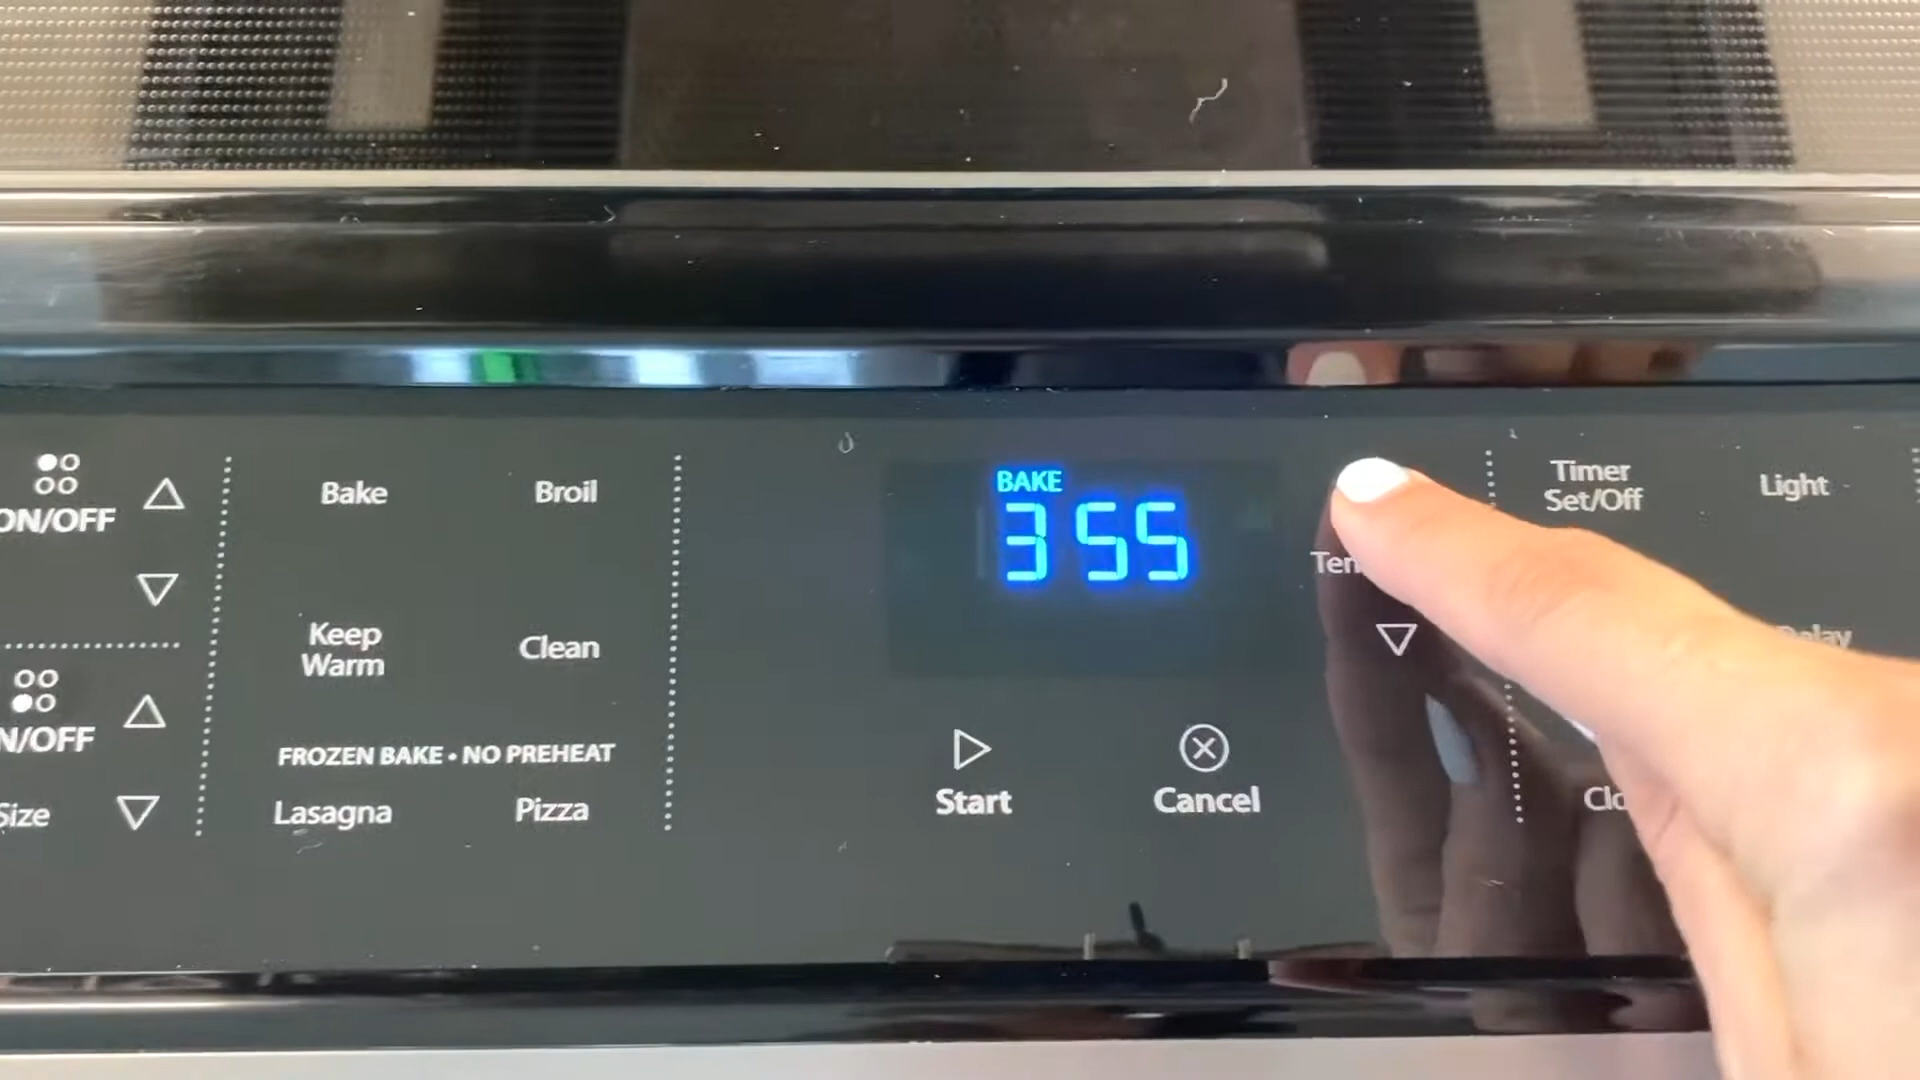 ON/OFF
N/OFF
Size
Bake
Broil
Keep
Warm
Clean
FROZEN BAKE • NO PREHEAT
Lasagna
Pizza
BAKE
355
Start
Cancel
Timer
Set/Off
Light
Delay